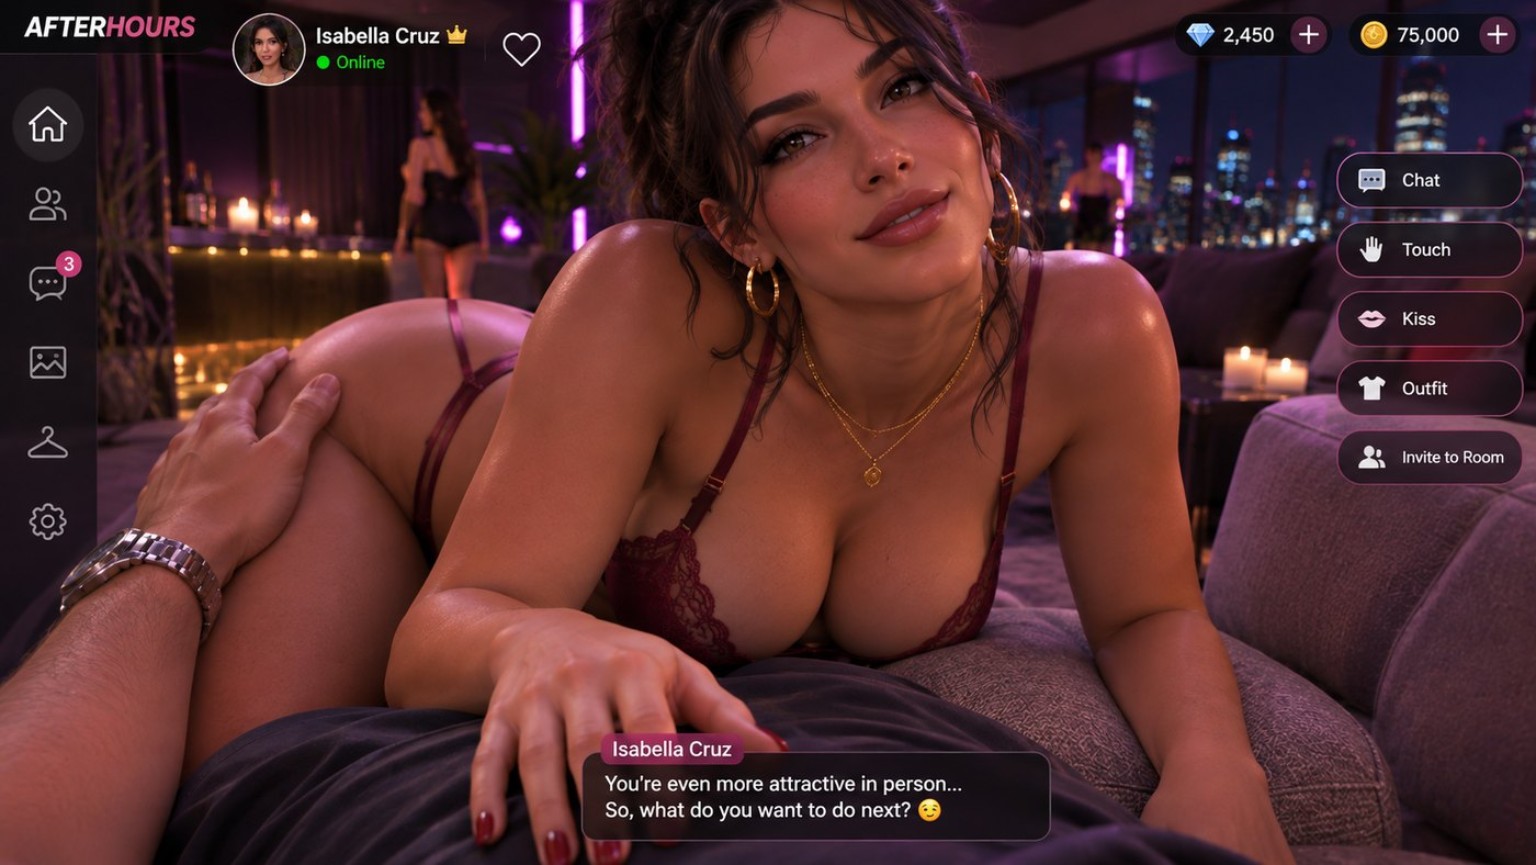 AFTERHOURS
Isabella Cruz
Online
2,450
75,000
3
Chat
Touch
Kiss
Outfit
Invite to Room
Isabella Cruz
You're even more attractive in person...
So, what do you want to do next?